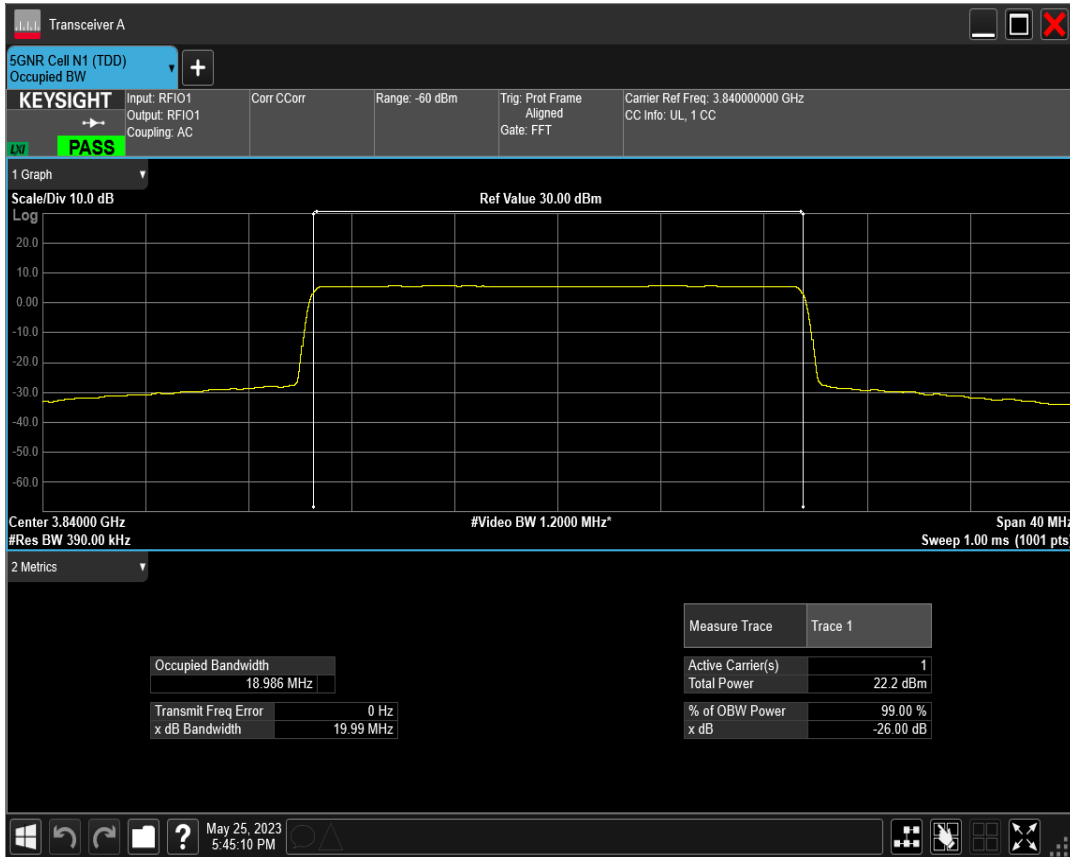 Transceiver A
5GNR Cell N1 (TDD)
Occupied BW
+
KEYSIGHT
LXI
PASS
Input: RFIO1
Output: RFIO1
Coupling: AC
Corr CCorr
Range: -60 dBm
Trig: Prot Frame
Aligned
Gate: FFT
Carrier Ref Freq: 3.840000000 GHz
CC Info: UL, 1 CC
1 Graph
Scale/Div 10.0 dB
Ref Value 30.00 dBm
Log
20.0
10.0
0.00
-10.0
-20.0
-30.0
-40.0
-50.0
-60.0
Center 3.84000 GHz
#Video BW 1.2000 MHz*
Span 40 MHz
#Res BW 390.00 kHz
Sweep 1.00 ms (1001 pts
2 Metrics
Measure Trace Trace 1
Occupied Bandwidth
18.986 MHz
Active Carrier(s) 1
Total Power 22.2 dBm
Transmit Freq Error 0 Hz
x dB Bandwidth 19.99 MHz
% of OBW Power 99.00 %
x dB -26.00 dB
?
May 25, 2023
5:45:10 PM